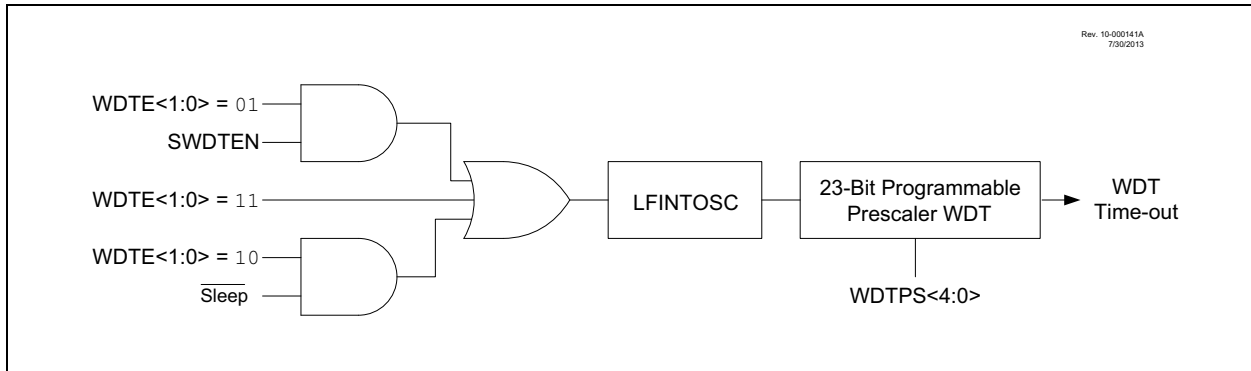 Rev. 10-000141A
7/30/2013
WDTE<1:0> = 01
SWDTEN
WDTE<1:0> = 11
WDTE<1:0> = 10
Sleep
LFINTOSC
23-Bit Programmable
Prescaler WDT
WDT
Time-out
WDTPS<4:0>